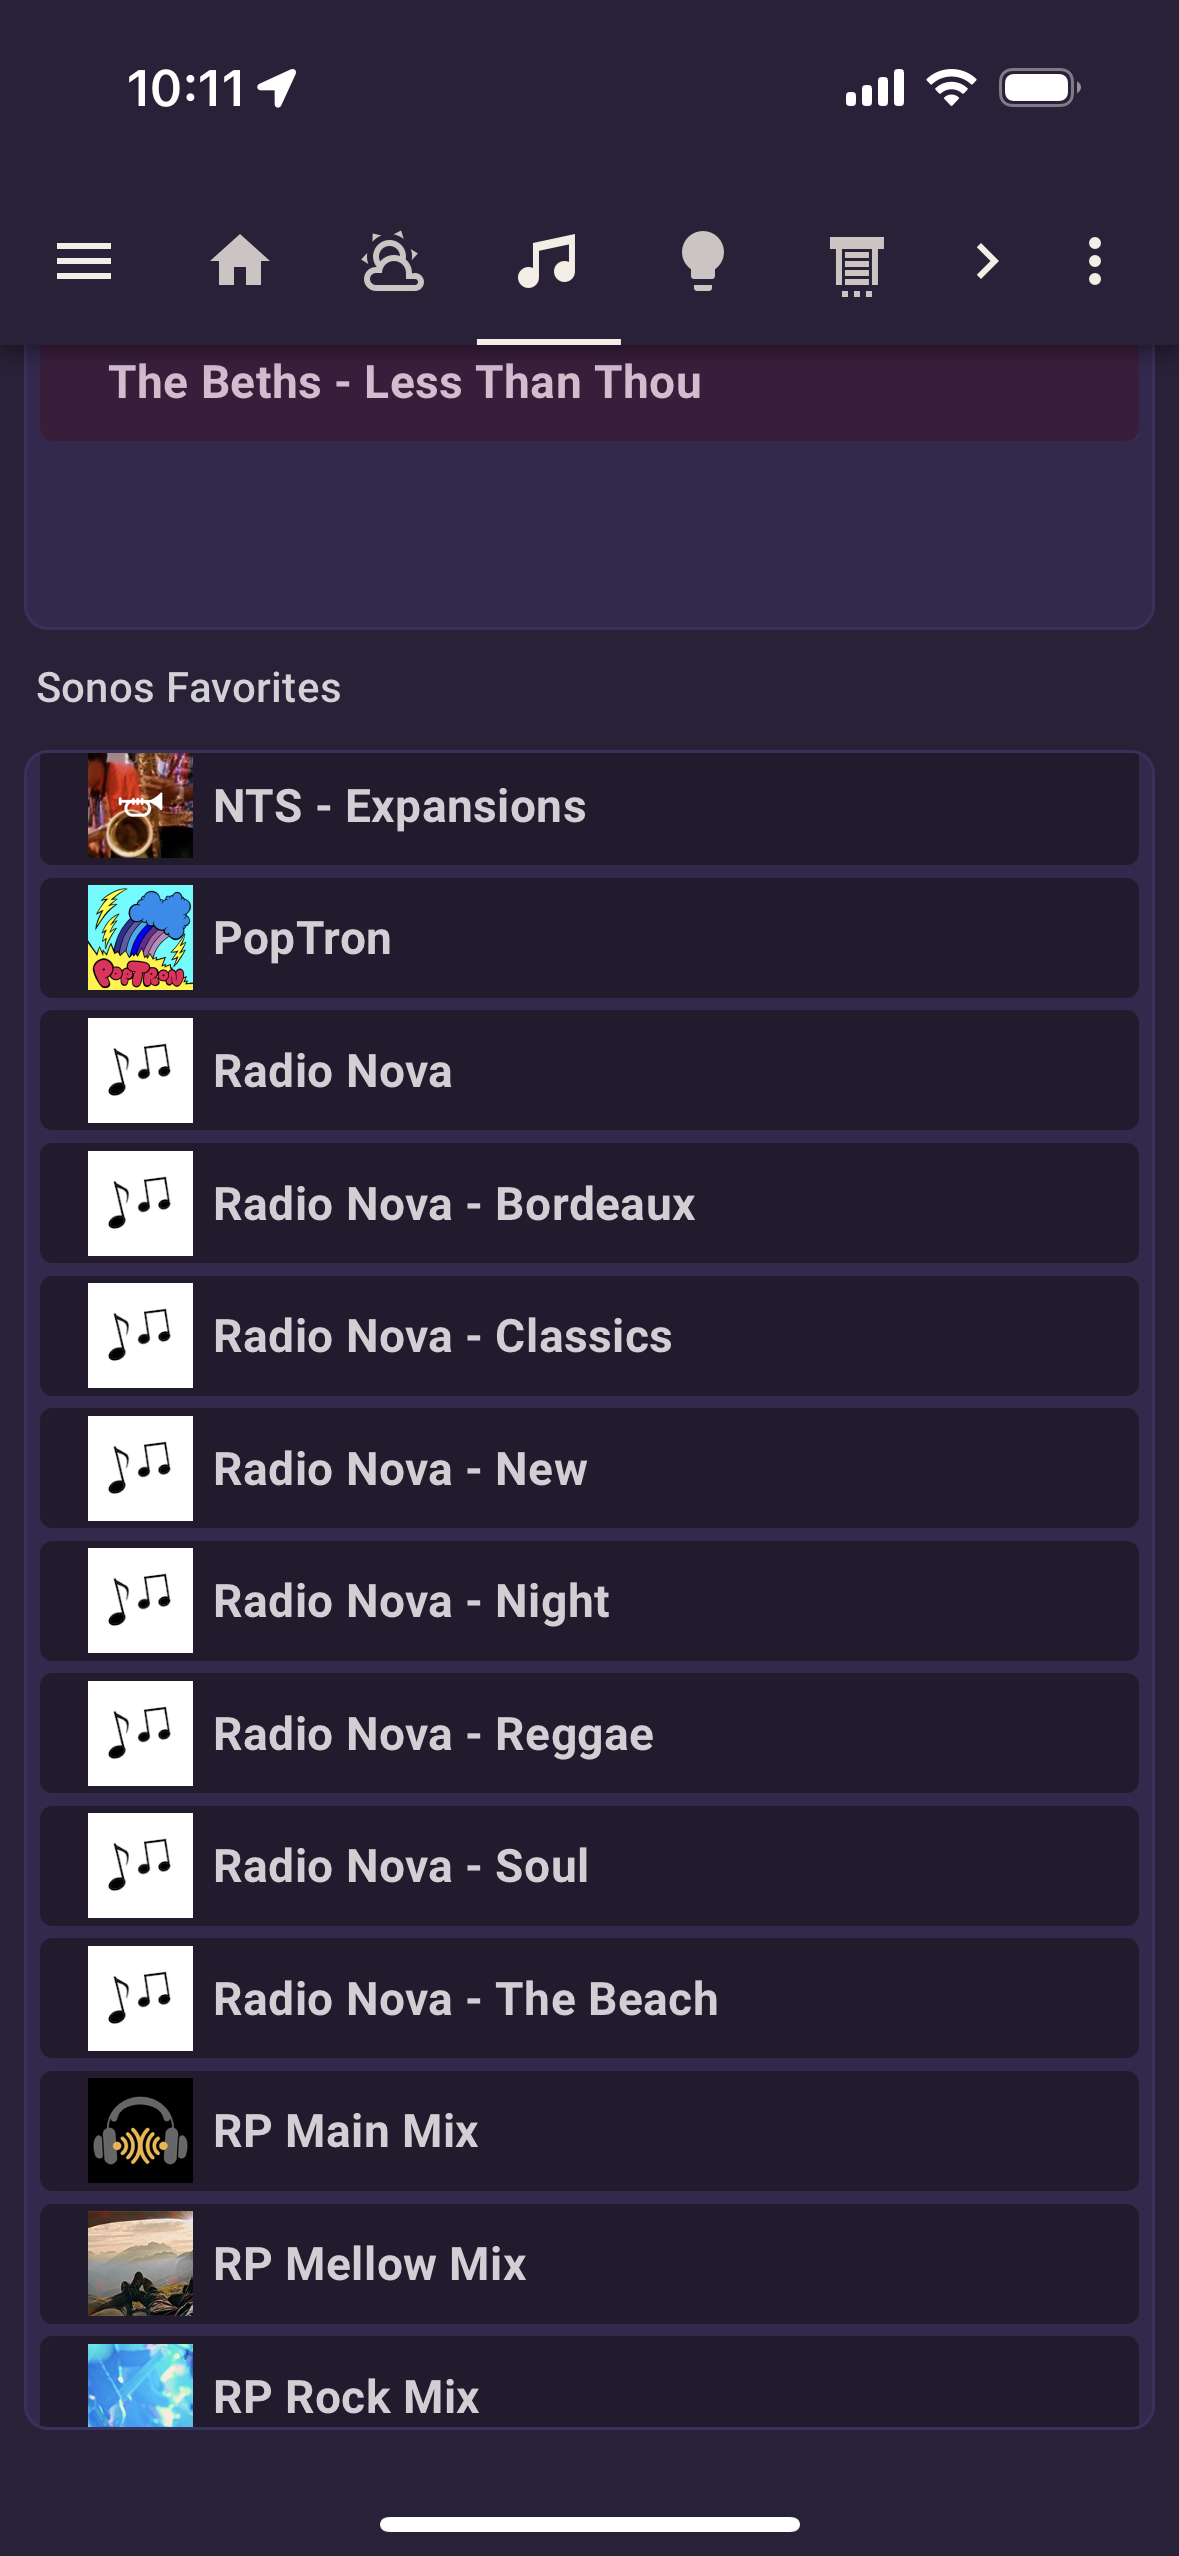 10:11
The Beths - Less Than Thou
Sonos Favorites
NTS - Expansions
PopTron
POPTRON
Radio Nova
Radio Nova - Bordeaux
Radio Nova - Classics
Radio Nova - New
Radio Nova - Night
Radio Nova - Reggae
Radio Nova - Soul
Radio Nova - The Beach
RP Main Mix
RP Mellow Mix
RP Rock Mix